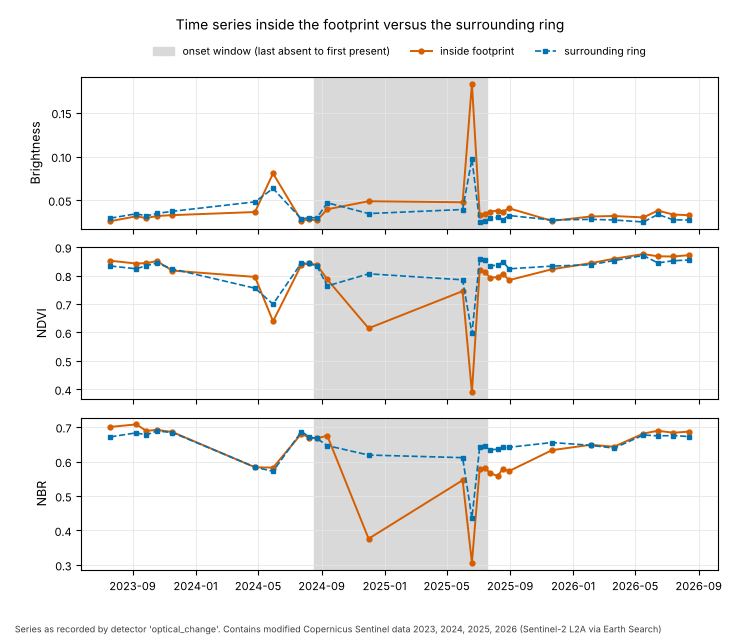 Time series inside the footprint versus the surrounding ring
onset window (last absent to first present) inside footprint surrounding ring
Brightness
0.15
0.10
0.05
NDVI
0.9
0.8
0.7
0.6
0.5
0.4
NBR
0.7
0.6
0.5
0.4
0.3
2023-09 2024-01 2024-05 2024-09 2025-01 2025-05 2025-09 2026-01 2026-05 2026-09
Series as recorded by detector 'optical_change'. Contains modified Copernicus Sentinel data 2023, 2024, 2025, 2026 (Sentinel-2 L2A via Earth Search)